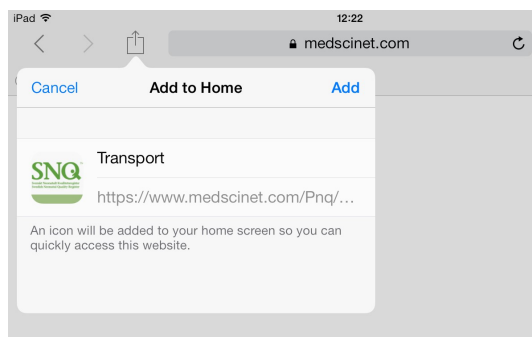 iPad 12:22
medscinet.com
Cancel Add to Home Add
SNQ
Transport
https://www.medscinet.com/Pnq/...
An icon will be added to your home screen so you can
quickly access this website.